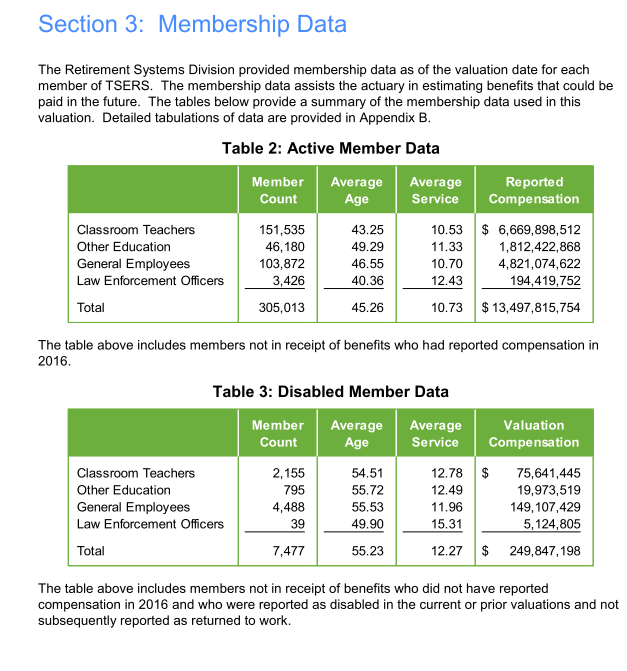 Section 3: Membership Data
The Retirement Systems Division provided membership data as of the valuation date for each
member of TSERS. The membership data assists the actuary in estimating benefits that could be
paid in the future. The tables below provide a summary of the membership data used in this
valuation. Detailed tabulations of data are provided in Appendix B.
Table 2: Active Member Data
Member Average Average Reported
Count Age Service Compensation
Classroom Teachers 151,535 43.25 10.53 $ 6,669,898,512
Other Education 46,180 49.29 11.33 1,812,422,868
General Employees 103,872 46.55 10.70 4,821,074,622
Law Enforcement Officers 3,426 40.36 12.43 194,419,752
Total 305,013 45.26 10.73 $ 13,497,815,754
The table above includes members not in receipt of benefits who had reported compensation in
2016.
Table 3: Disabled Member Data
Member Average Average Valuation
Count Age Service Compensation
Classroom Teachers 2,155 54.51 12.78 $ 75,641,445
Other Education 795 55.72 12.49 19,973,519
General Employees 4,488 55.53 11.96 149,107,429
Law Enforcement Officers 39 49.90 15.31 5,124,805
Total 7,477 55.23 12.27 $ 249,847,198
The table above includes members not in receipt of benefits who did not have reported
compensation in 2016 and who were reported as disabled in the current or prior valuations and not
subsequently reported as returned to work.